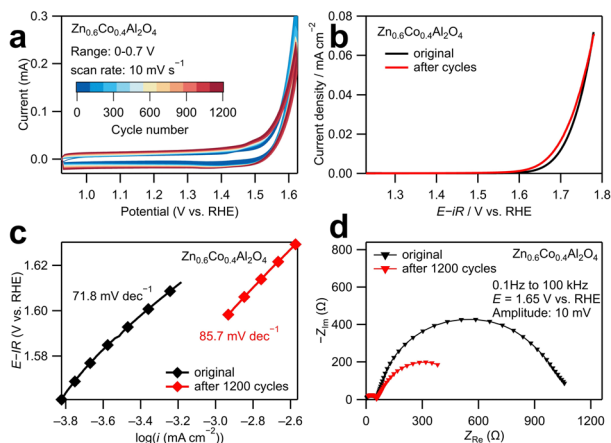 a
Zn0.6Co0.4Al2O4
Range: 0-0.7 V
scan rate: 10 mV s−1
0 300 600 900 1200
Cycle number
Current (mA)
0.3
0.2
0.1
0.0
1.0 1.1 1.2 1.3 1.4 1.5 1.6
Potential (V vs. RHE)
b
Zn0.6Co0.4Al2O4
original
after cycles
Current density / mA cm−2
0.08
0.06
0.04
0.02
0.00
1.3 1.4 1.5 1.6 1.7 1.8
E−iR / V vs. RHE
c
Zn0.6Co0.4Al2O4
71.8 mV dec−1
85.7 mV dec−1
original
after 1200 cycles
E−IR (V vs. RHE)
1.62
1.60
1.58
−3.8 −3.6 −3.4 −3.2 −3.0 −2.8 −2.6
log(i (mA cm−2)
d
original
Zn0.6Co0.4Al2O4
after 1200 cycles
0.1Hz to 100 kHz
E = 1.65 V vs. RHE
Amplitude: 10 mV
−ZIm (Ω)
−800
600
400
200
0
0 300 600 900 1200
ZRe (Ω)